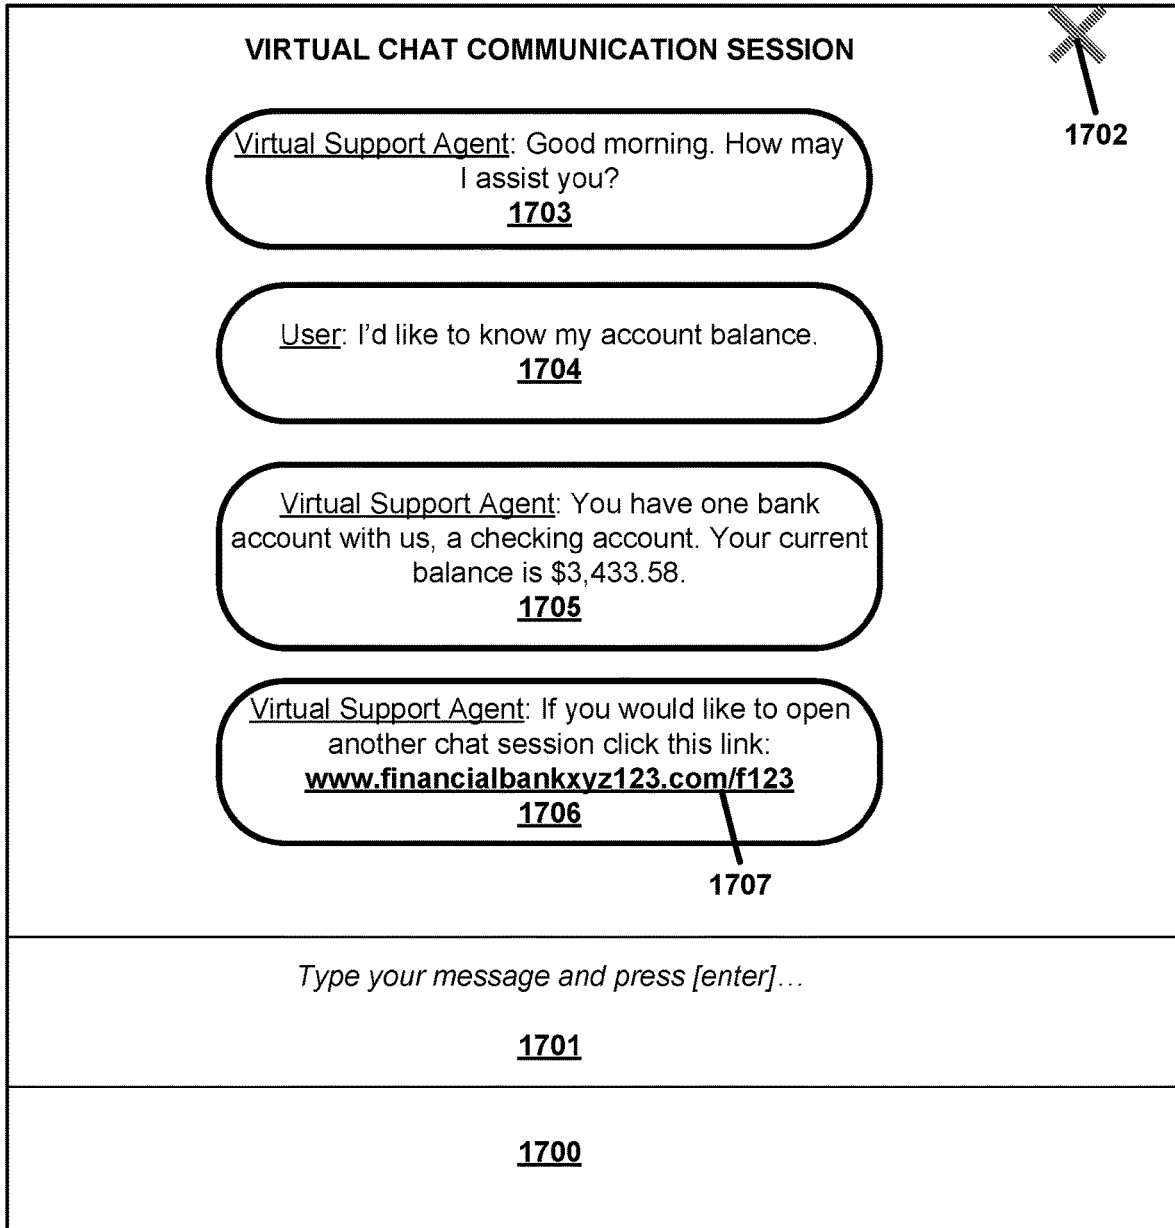 VIRTUAL CHAT COMMUNICATION SESSION
1702
Virtual Support Agent: Good morning. How may
I assist you?
1703
User: I’d like to know my account balance.
1704
Virtual Support Agent: You have one bank
account with us, a checking account. Your current
balance is $3,433.58.
1705
Virtual Support Agent: If you would like to open
another chat session click this link:
www.financialbankxyz123.com/f123
1706
1707
Type your message and press [enter]…
1701
1700